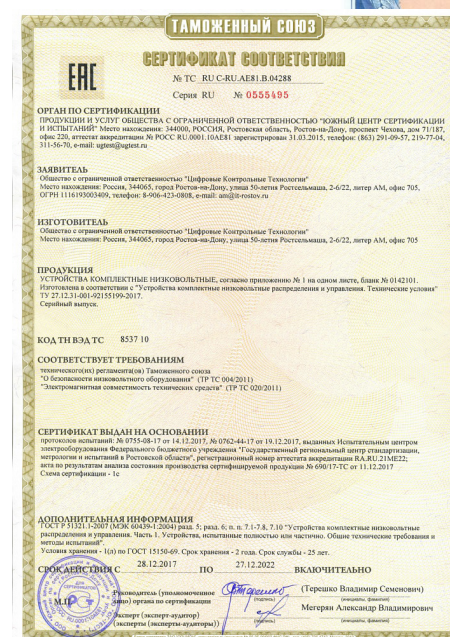 ТАМОЖЕННЫЙ СОЮЗ
СЕРТИФИКАТ СООТВЕТСТВИЯ
ЕАС
№ ТС RU C-RU.АЕ81.В.04288
Серия RU № 0555495
ОРГАН ПО СЕРТИФИКАЦИИ
ПРОДУКЦИИ И УСЛУГ ОБЩЕСТВА С ОГРАНИЧЕННОЙ ОТВЕТСТВЕННОСТЬЮ "ЮЖНЫЙ ЦЕНТР СЕРТИФИКАЦИИ
И ИСПЫТАНИЙ" Место нахождения: 344000, РОССИЯ, Ростовская область, Ростов-на-Дону, проспект Чехова, дом 71/187,
офис 220, аттестат аккредитации № РОСС RU.0001.10АЕ81 зарегистрирован 31.03.2015, телефон: (863) 291-09-57, 219-77-04,
311-56-70, e-mail: ugtest@ugtest.ru
ЗАЯВИТЕЛЬ
Общество с ограниченной ответственностью "Цифровые Контрольные Технологии"
Место нахождения: Россия, 344065, город Ростов-на-Дону, улица 50-летия Ростсельмаша, 2-6/22, литер АМ, офис 705,
ОГРН 1116193003409, телефон: 8-906-423-0808, e-mail: am@it-rostov.ru
ИЗГОТОВИТЕЛЬ
Общество с ограниченной ответственностью "Цифровые Контрольные Технологии"
Место нахождения: Россия, 344065, город Ростов-на-Дону, улица 50-летия Ростсельмаша, 2-6/22, литер АМ, офис 705
ПРОДУКЦИЯ
УСТРОЙСТВА КОМПЛЕКТНЫЕ НИЗКОВОЛЬТНЫЕ, согласно приложению № 1 на одном листе, бланк № 0142101.
Изготовлена в соответствии с "Устройства комплектные низковольтные распределения и управления. Технические условия"
ТУ 27.12.31-001-92155199-2017.
Серийный выпуск.
КОД ТН ВЭД ТС 8537 10
СООТВЕТСТВУЕТ ТРЕБОВАНИЯМ
технического(их) регламента(ов) Таможенного союза
"О безопасности низковольтного оборудования" (ТР ТС 004/2011)
"Электромагнитная совместимость технических средств" (ТР ТС 020/2011)
СЕРТИФИКАТ ВЫДАН НА ОСНОВАНИИ
протоколов испытаний: № 0755-08-17 от 14.12.2017, № 0762-44-17 от 19.12.2017, выданных Испытательным центром
электрооборудования Федерального бюджетного учреждения "Государственный региональный центр стандартизации,
метрологии и испытаний в Ростовской области", регистрационный номер аттестата аккредитации RA.RU.21МЕ22;
акта по результатам анализа состояния производства сертифицируемой продукции № 690/17-ТС от 11.12.2017
Схема сертификации - 1с
ДОПОЛНИТЕЛЬНАЯ ИНФОРМАЦИЯ
ГОСТ Р 51321.1-2007 (МЭК 60439-1:2004) разд. 5; разд. 6; п. п. 7.1-7.8, 7.10 "Устройства комплектные низковольтные
распределения и управления. Часть 1. Устройства, испытанные полностью или частично. Общие технические требования и
методы испытаний".
Условия хранения - 1(л) по ГОСТ 15150-69. Срок хранения - 2 года. Срок службы - 25 лет.
СРОК ДЕЙСТВИЯ С 28.12.2017 ПО 27.12.2022
М.П.
Руководитель (уполномоченное (Терешко Владимир Семенович)
лицо) органа по сертификации (подпись) (инициалы, фамилия)
Эксперт (эксперт-аудитор) Мегерян Александр Владимирович
(эксперты (эксперты-аудиторы)) (подпись) (инициалы, фамилия)